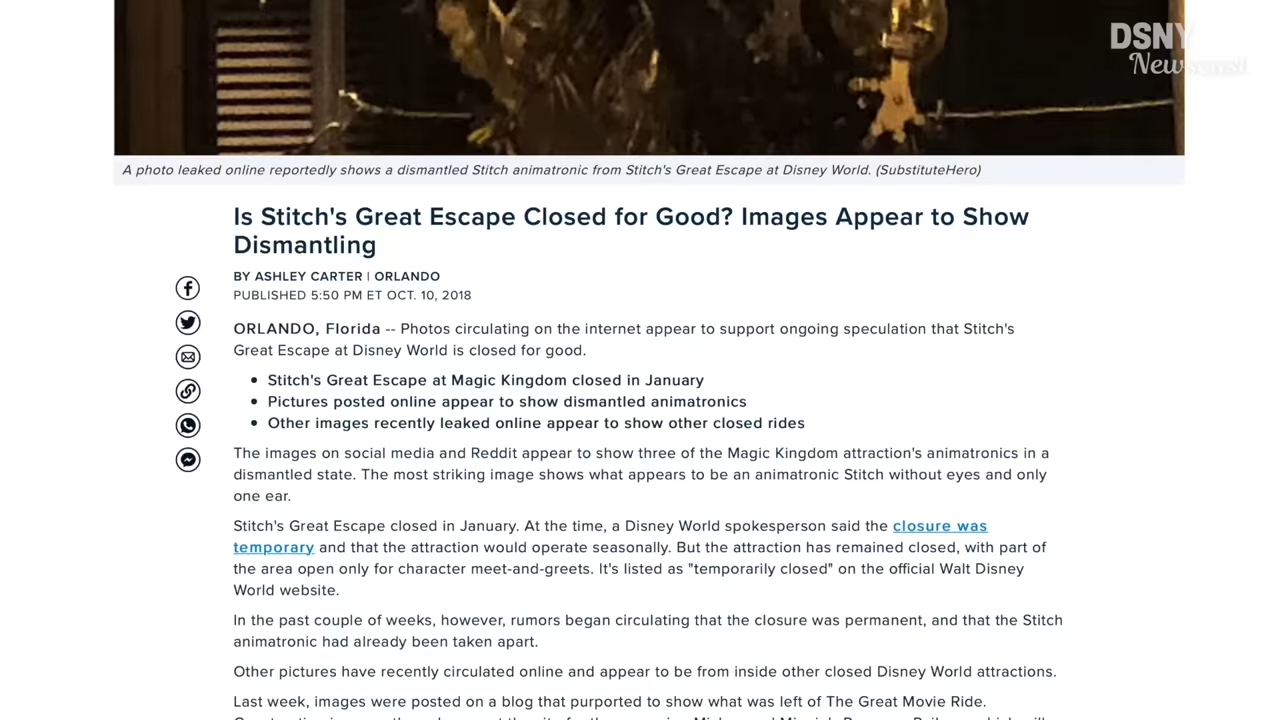 DSNY
Newscast
A photo leaked online reportedly shows a dismantled Stitch animatronic from Stitch's Great Escape at Disney World. (SubstituteHero)
Is Stitch's Great Escape Closed for Good? Images Appear to Show
Dismantling
BY ASHLEY CARTER | ORLANDO
PUBLISHED 5:50 PM ET OCT. 10, 2018
ORLANDO, Florida -- Photos circulating on the internet appear to support ongoing speculation that Stitch's
Great Escape at Disney World is closed for good.
• Stitch's Great Escape at Magic Kingdom closed in January
• Pictures posted online appear to show dismantled animatronics
• Other images recently leaked online appear to show other closed rides
The images on social media and Reddit appear to show three of the Magic Kingdom attraction's animatronics in a
dismantled state. The most striking image shows what appears to be an animatronic Stitch without eyes and only
one ear.
Stitch's Great Escape closed in January. At the time, a Disney World spokesperson said the closure was
temporary and that the attraction would operate seasonally. But the attraction has remained closed, with part of
the area open only for character meet-and-greets. It's listed as "temporarily closed" on the official Walt Disney
World website.
In the past couple of weeks, however, rumors began circulating that the closure was permanent, and that the Stitch
animatronic had already been taken apart.
Other pictures have recently circulated online and appear to be from inside other closed Disney World attractions.
Last week, images were posted on a blog that purported to show what was left of The Great Movie Ride.